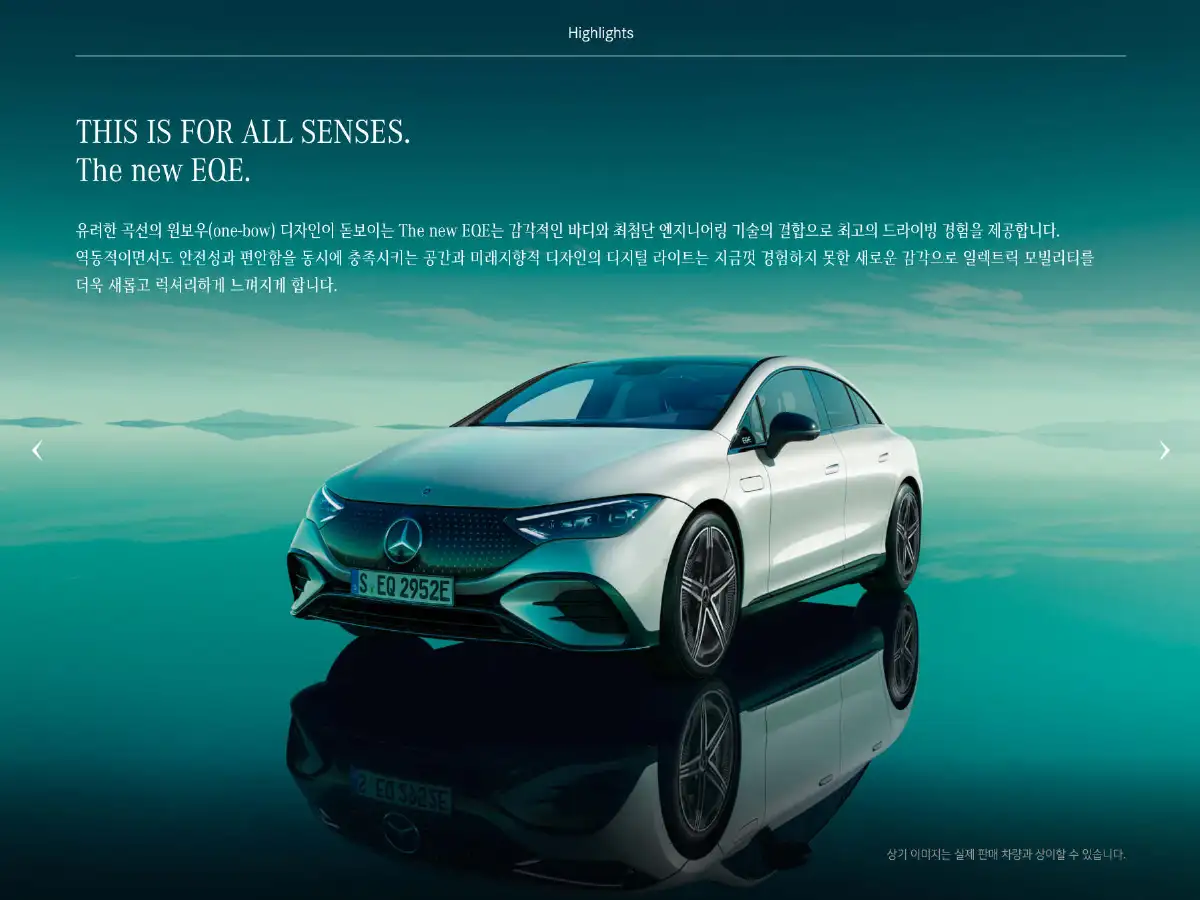 Highlights
THIS IS FOR ALL SENSES.
The new EQE.
유려한 곡선의 원보우(one-bow) 디자인이 돋보이는 The new EQE는 감각적인 바디와 최첨단 엔지니어링 기술의 결합으로 최고의 드라이빙 경험을 제공합니다.
역동적이면서도 안전성과 편안함을 동시에 충족시키는 공간과 미래지향적 디자인의 디지털 라이트는 지금껏 경험하지 못한 새로운 감각으로 일렉트릭 모빌리티를
더욱 새롭고 럭셔리하게 느껴지게 합니다.
EQE
S EQ 2952E
상기 이미지는 실제 판매 차량과 상이할 수 있습니다.